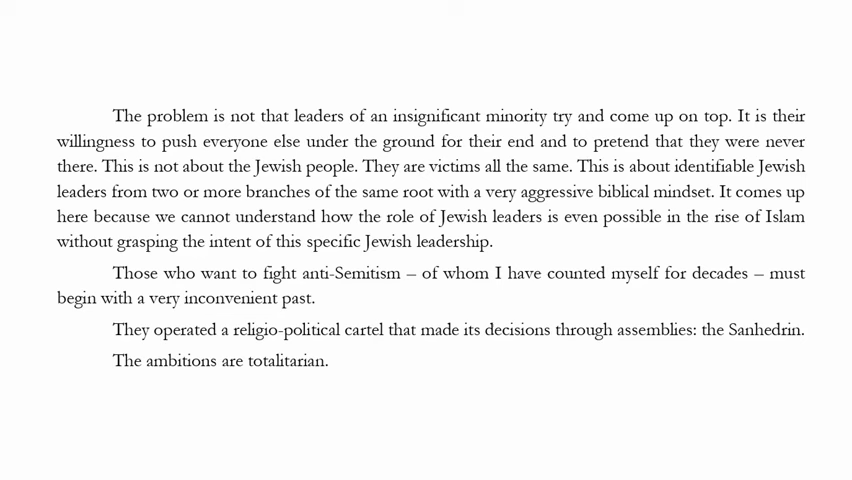 The problem is not that leaders of an insignificant minority try and come up on top. It is their
willingness to push everyone else under the ground for their end and to pretend that they were never
there. This is not about the Jewish people. They are victims all the same. This is about identifiable Jewish
leaders from two or more branches of the same root with a very aggressive biblical mindset. It comes up
here because we cannot understand how the role of Jewish leaders is even possible in the rise of Islam
without grasping the intent of this specific Jewish leadership.
Those who want to fight anti-Semitism – of whom I have counted myself for decades – must
begin with a very inconvenient past.
They operated a religio-political cartel that made its decisions through assemblies: the Sanhedrin.
The ambitions are totalitarian.